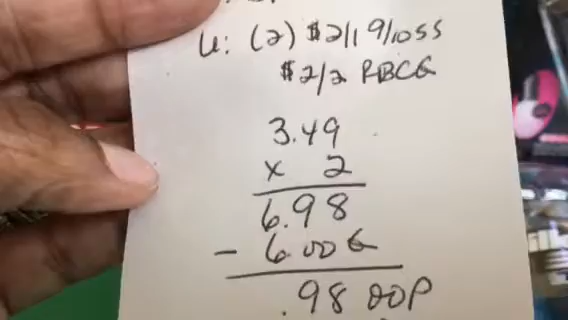 U: (2) $2/1 9/10SS
$2/2 RBCG
3.49
x 2
6.98
- 6.00 G
.98 OOP